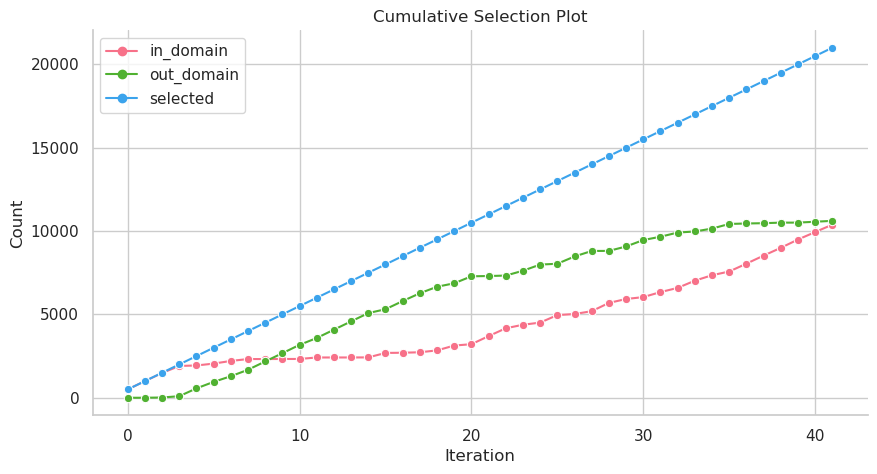 Cumulative Selection Plot
in_domain
out_domain
selected
20000
15000
10000
5000
0
Count
0 10 20 30 40
Iteration